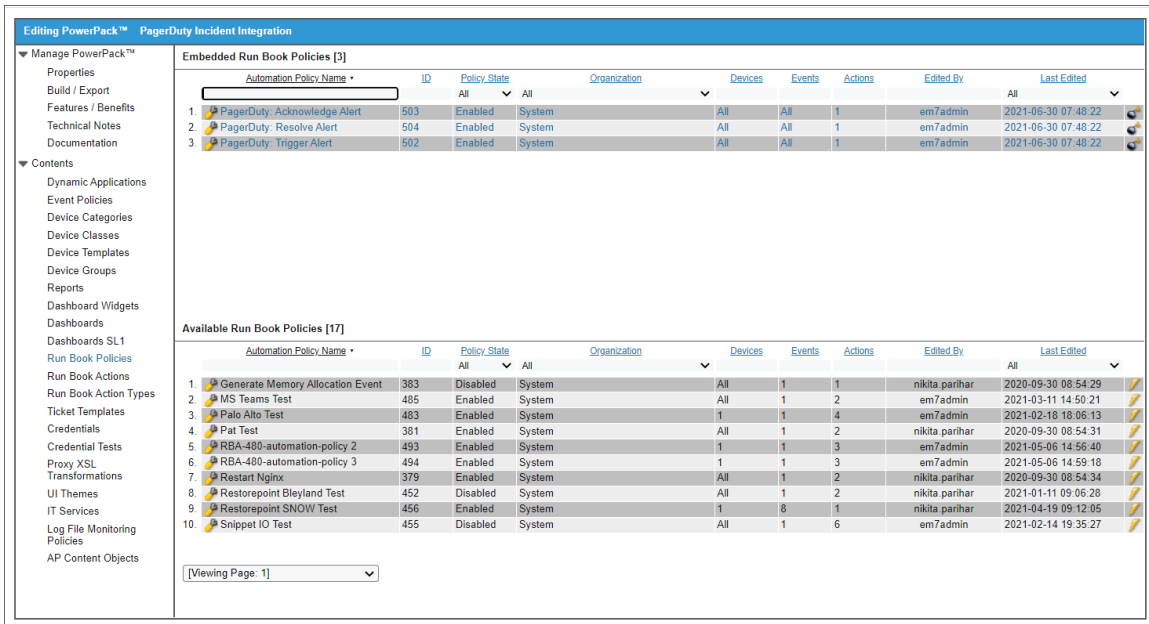 Editing PowerPack™ PagerDuty Incident Integration
Manage PowerPack™
Properties
Build / Export
Features / Benefits
Technical Notes
Documentation
Contents
Dynamic Applications
Event Policies
Device Categories
Device Classes
Device Templates
Device Groups
Reports
Dashboard Widgets
Dashboards
Dashboards SL1
Run Book Policies
Run Book Actions
Run Book Action Types
Ticket Templates
Credentials
Credential Tests
Proxy XSL
Transformations
UI Themes
IT Services
Log File Monitoring
Policies
AP Content Objects
Embedded Run Book Policies [3]
Automation Policy Name • ID Policy State Organization Devices Events Actions Edited By Last Edited
All All All
1. PagerDuty: Acknowledge Alert 503 Enabled System All All 1 em7admin 2021-06-30 07:48:22
2. PagerDuty: Resolve Alert 504 Enabled System All All 1 em7admin 2021-06-30 07:48:22
3. PagerDuty: Trigger Alert 502 Enabled System All All 1 em7admin 2021-06-30 07:48:22
Available Run Book Policies [17]
Automation Policy Name • ID Policy State Organization Devices Events Actions Edited By Last Edited
All All All
1. Generate Memory Allocation Event 383 Disabled System All 1 1 nikita.parihar 2020-09-30 08:54:29
2. MS Teams Test 485 Enabled System All 1 2 em7admin 2021-03-11 14:50:21
3. Palo Alto Test 483 Enabled System 1 1 4 em7admin 2021-02-18 18:06:13
4. Pat Test 381 Enabled System All 1 2 nikita.parihar 2020-09-30 08:54:31
5. RBA-480-automation-policy 2 493 Enabled System 1 1 3 em7admin 2021-05-06 14:56:40
6. RBA-480-automation-policy 3 494 Enabled System 1 1 3 em7admin 2021-05-06 14:59:18
7. Restart Nginx 379 Enabled System All 1 2 nikita.parihar 2020-09-30 08:54:34
8. Restorepoint Bleyland Test 452 Disabled System All 1 2 nikita.parihar 2021-01-11 09:06:28
9. Restorepoint SNOW Test 456 Enabled System 1 8 1 nikita.parihar 2021-04-19 09:12:05
10. Snippet IO Test 455 Disabled System All 1 6 em7admin 2021-02-14 19:35:27
[Viewing Page: 1]